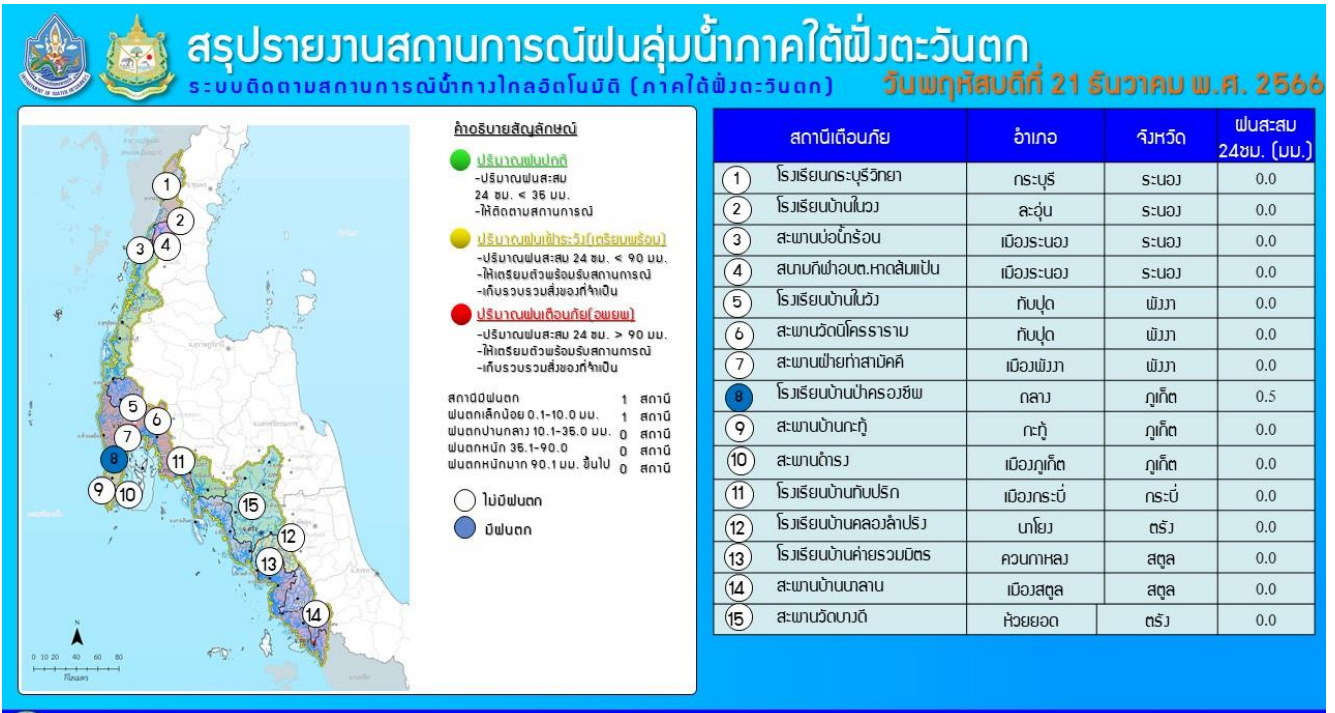 สรุปรายงานสถานการณ์ฝนลุ่มน้ำภาคใต้ฝั่งตะวันตก
ระบบติดตามสถานการณ์น้ำทางไกลอัตโนมัติ (ภาคใต้ฝั่งตะวันตก)
วันพฤหัสบดีที่ 21 ธันวาคม พ.ศ. 2566
คำอธิบายสัญลักษณ์
ปริมาณฝนปกติ
-ปริมาณฝนสะสม
24 ชม. < 35 มม.
-ให้ติดตามสถานการณ์
ปริมาณฝนเฝ้าระวัง(เตรียมพร้อม)
-ปริมาณฝนสะสม 24 ชม. < 90 มม.
-ให้เตรียมตัวพร้อมรับสถานการณ์
-เก็บรวบรวมสิ่งของที่จำเป็น
ปริมาณฝนเตือนภัย(อพยพ)
-ปริมาณฝนสะสม 24 ชม. > 90 มม.
-ให้เตรียมตัวพร้อมรับสถานการณ์
-เก็บรวบรวมสิ่งของที่จำเป็น
สถานีมีฝนตก 1 สถานี
ฝนตกเล็กน้อย 0.1-10.0 มม. 1 สถานี
ฝนตกปานกลาง 10.1-35.0 มม. 0 สถานี
ฝนตกหนัก 35.1-90.0 0 สถานี
ฝนตกหนักมาก 90.1 มม. ขึ้นไป 0 สถานี
ไม่มีฝนตก
มีฝนตก
1
2
3 4
5
6
7
8
11
9 10
15
12
13
14
N
0 10 20 40 60 80
กิโลเมตร
สถานีเตือนภัย อำเภอ จังหวัด ฝนสะสม
24ชม. (มม.)
1 โรงเรียนกระบุรีวิทยา กระบุรี ระนอง 0.0
2 โรงเรียนบ้านในวง ละอุ่น ระนอง 0.0
3 สะพานบ่อน้ำร้อน เมืองระนอง ระนอง 0.0
4 สนามกีฬาอบต.หาดส้มแป้น เมืองระนอง ระนอง 0.0
5 โรงเรียนบ้านในวัง ทับปุด พังงา 0.0
6 สะพานวัดนิโครธาราม ทับปุด พังงา 0.0
7 สะพานฝ่ายท่าสามัคคี เมืองพังงา พังงา 0.0
8 โรงเรียนบ้านป่าครองชีพ ถลาง ภูเก็ต 0.5
9 สะพานบ้านกะทู้ กะทู้ ภูเก็ต 0.0
10 สะพานดำรง เมืองภูเก็ต ภูเก็ต 0.0
11 โรงเรียนบ้านทับปริก เมืองกระบี่ กระบี่ 0.0
12 โรงเรียนบ้านคลองลำปริง นาโยง ตรัง 0.0
13 โรงเรียนบ้านค่ายรวมมิตร ควนกาหลง สตูล 0.0
14 สะพานบ้านนาลาน เมืองสตูล สตูล 0.0
15 สะพานวัดบางดี ห้วยยอด ตรัง 0.0